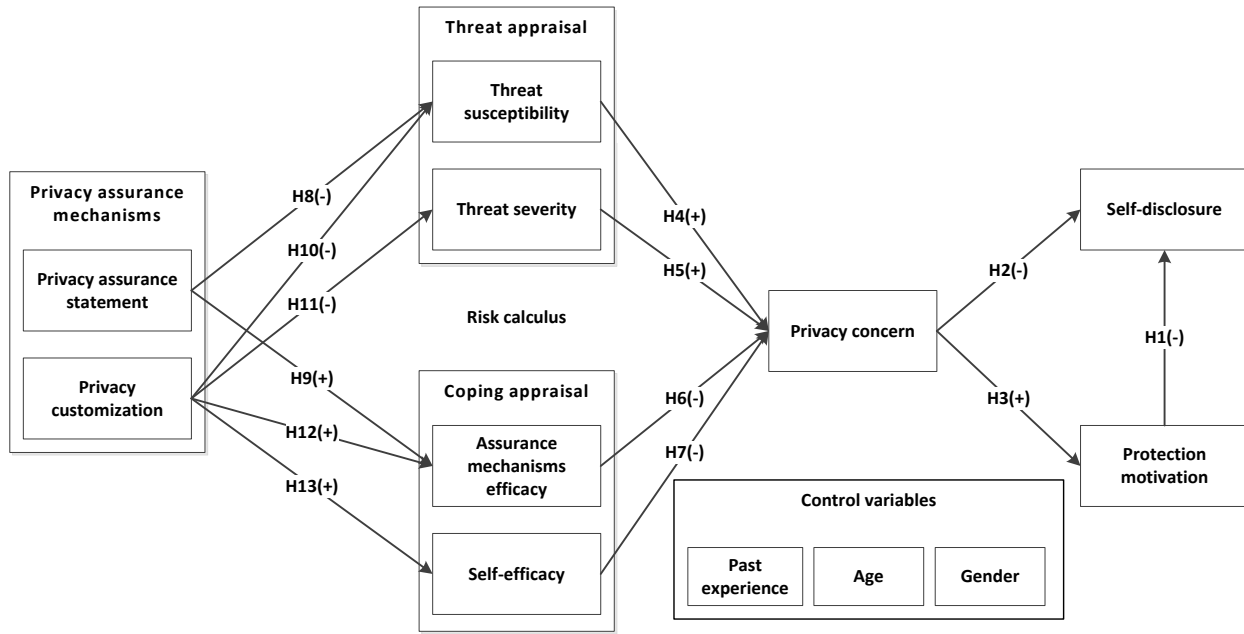 Privacy assurance
mechanisms
Privacy assurance
statement
Privacy
customization
H8(-)
H10(-)
H11(-)
H9(+)
H12(+)
H13(+)
Threat appraisal
Threat
susceptibility
Threat severity
Risk calculus
Coping appraisal
Assurance
mechanisms
efficacy
Self-efficacy
H4(+)
H5(+)
H6(-)
H7(-)
Privacy concern
H2(-)
H3(+)
Self-disclosure
H1(-)
Protection
motivation
Control variables
Past
experience
Age
Gender